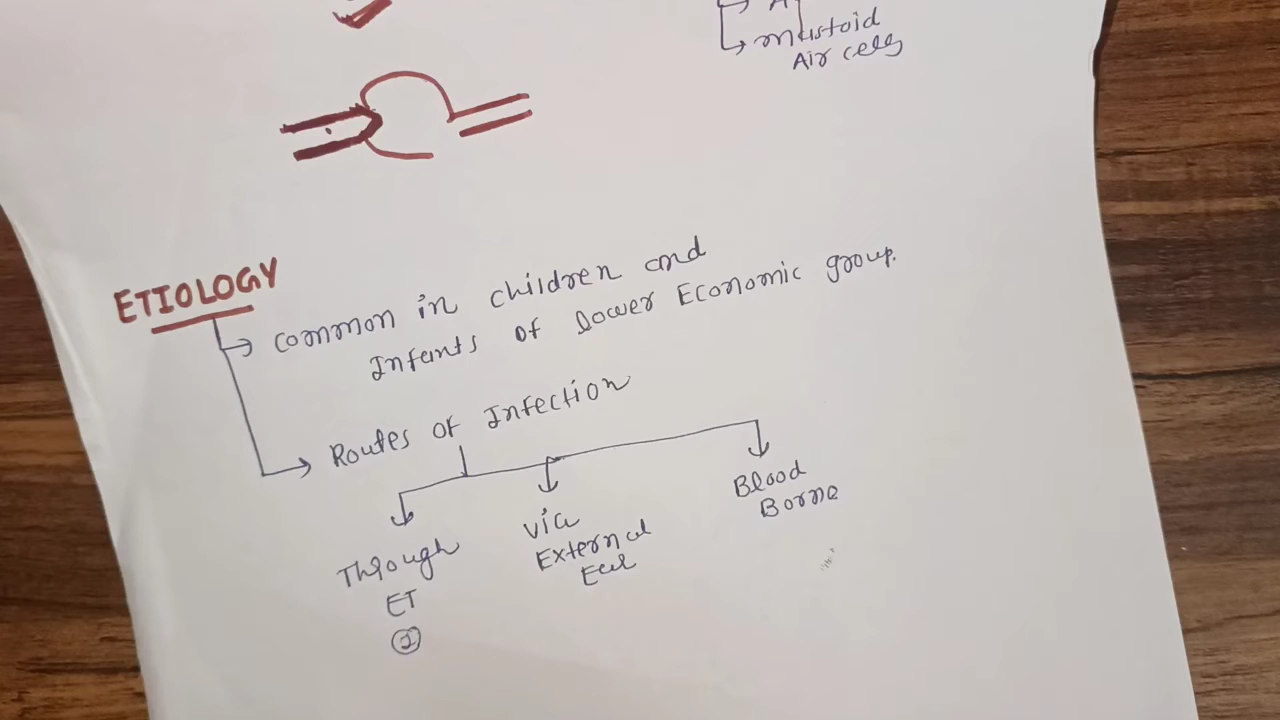 mastoid
Air cells
ETIOLOGY
Common in children and
Infants of lower Economic group.
Routes of Infection
Through
ET
via
External
Ear
Blood
Borne